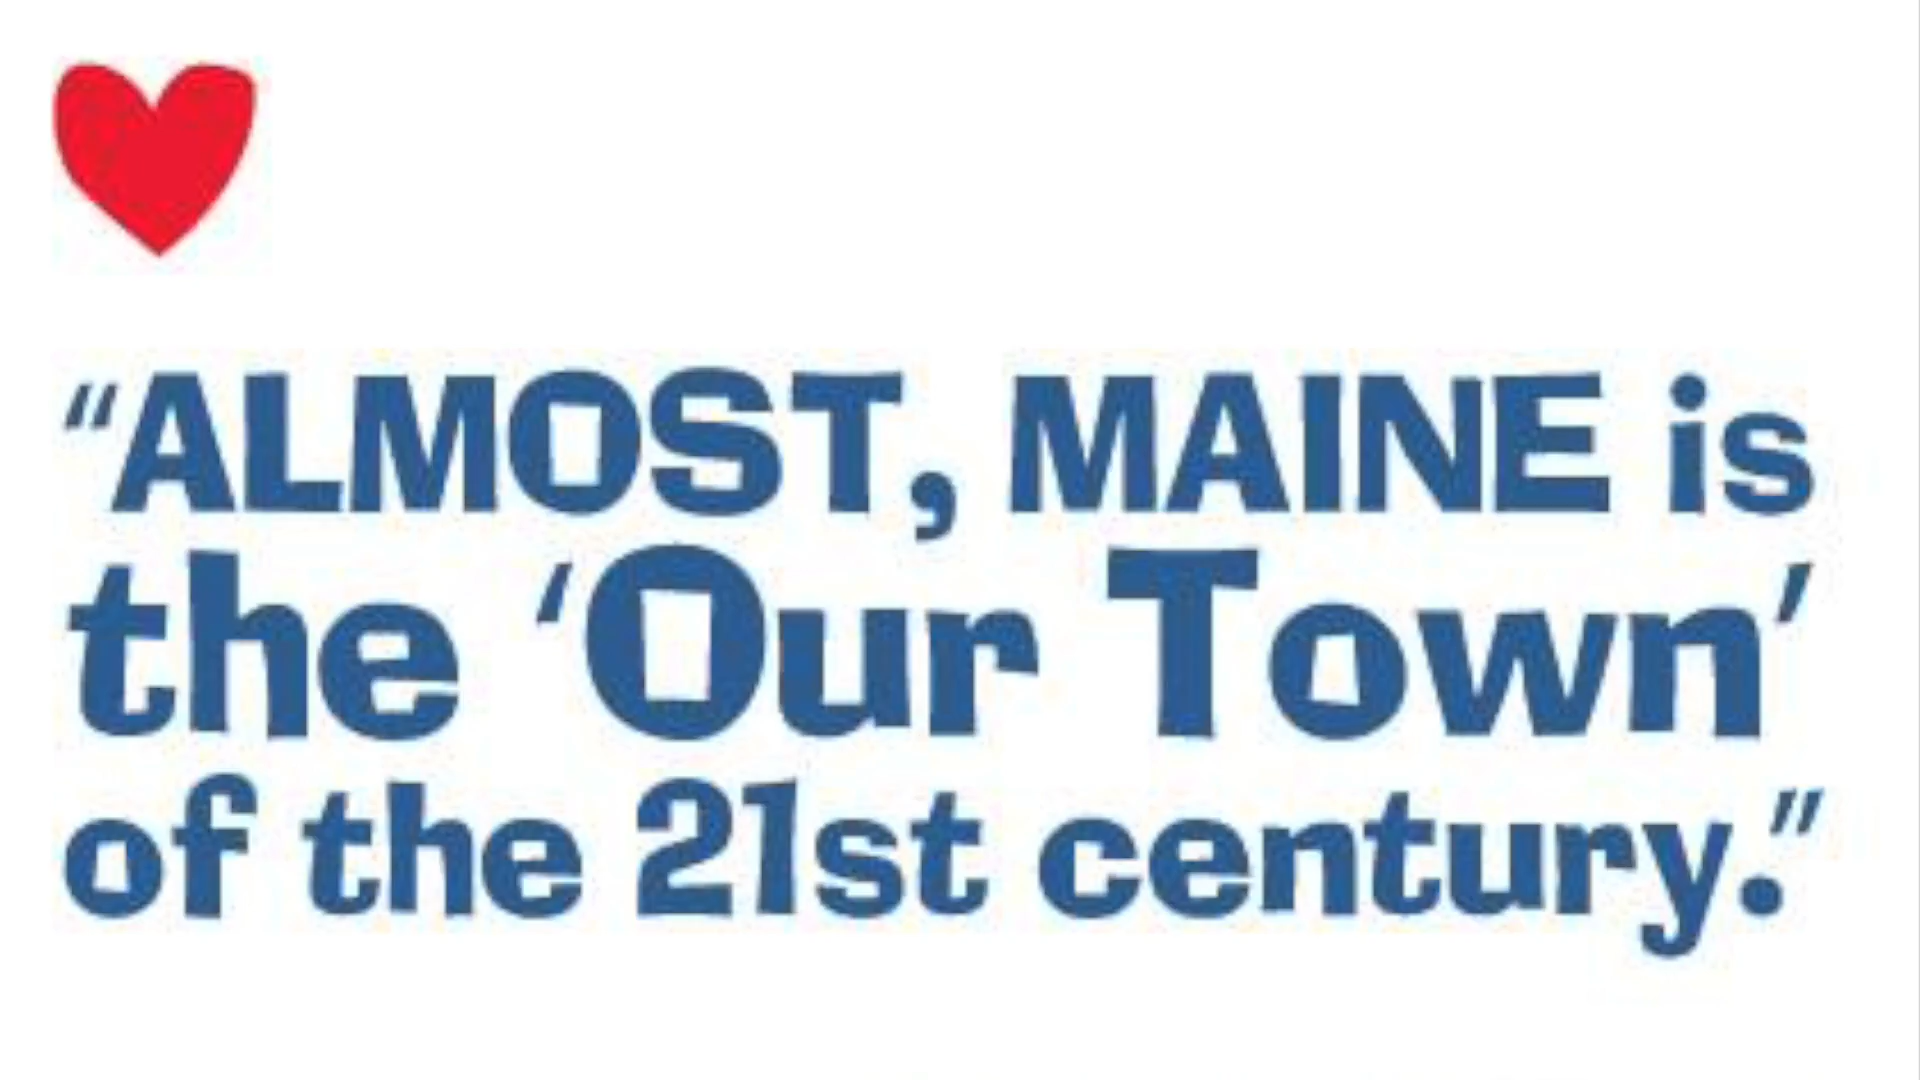 “ALMOST, MAINE is
the ‘Our Town’
of the 21st century.”